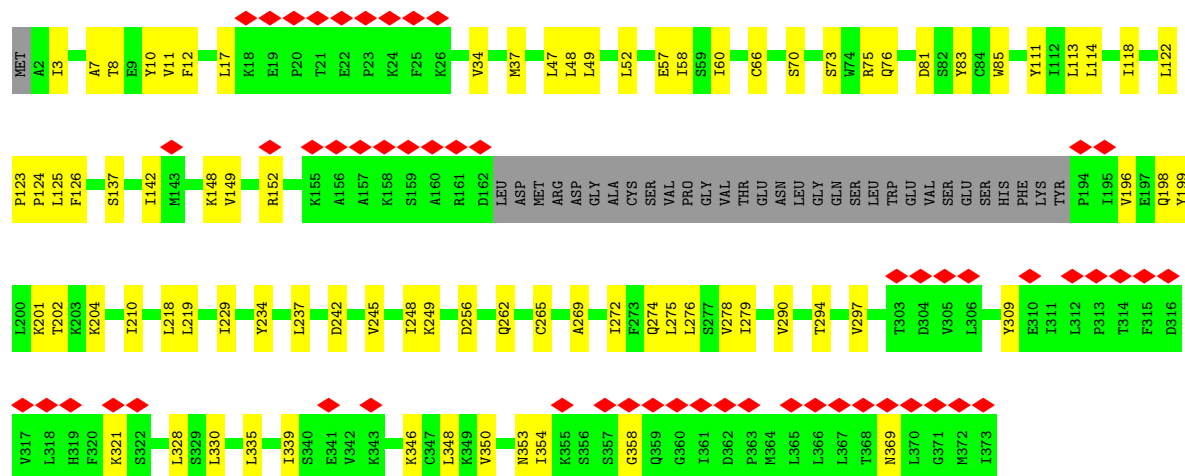 MET A2 I3 A7 T8 E9 Y10 V11 F12 L17 K18 E19 P20 T21 E22 P23 K24 F25 K26 V34 M37 L47 L48 L49 L52 E57 I58 S59 I60 C66 S70 S73 W74 R75 Q76 D81 S82 Y83 C84 W85 Y111 I112 L113 L114 I118 L122
P123 P124 L125 F126 S137 I142 M143 K148 V149 R152 K155 A156 A157 K158 S159 A160 R161 D162 LEU ASP MET ARG ASP GLY ALA CYS SER VAL PRO GLY VAL THR GLU ASN LEU GLY GLN SER LEU TRP GLU VAL SER GLU SER HIS PHE LYS TYR P194 I195 V196 E197 Q198 Y199
L200 K201 T202 K203 K204 I210 L218 L219 I229 Y234 L237 D242 V245 I248 K249 D256 Q262 C265 A269 I272 F273 Q274 L275 L276 S277 V278 I279 V290 T294 V297 T303 D304 V305 L306 Y309 E310 I311 L312 P313 T314 F315 D316
V317 L318 H319 F320 K321 S322 L328 S329 L330 L335 I339 S340 E341 V342 K343 K346 C347 L348 K349 V350 N353 I354 K355 S356 S357 G358 Q359 G360 I361 D362 P363 M364 L365 L366 L367 T368 N369 L370 G371 M372 I373